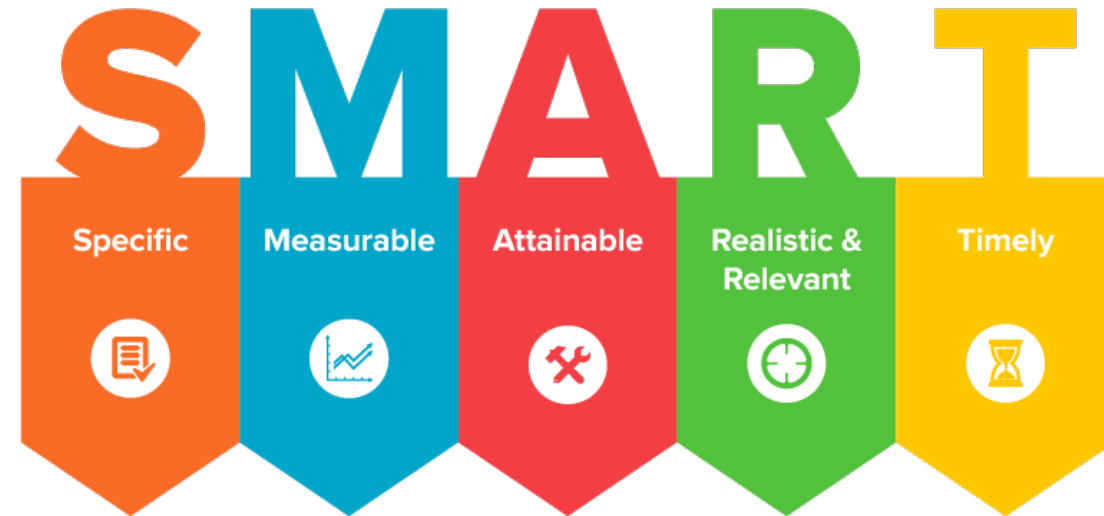 SMART
Specific
Measurable
Attainable
Realistic &
Relevant
Timely